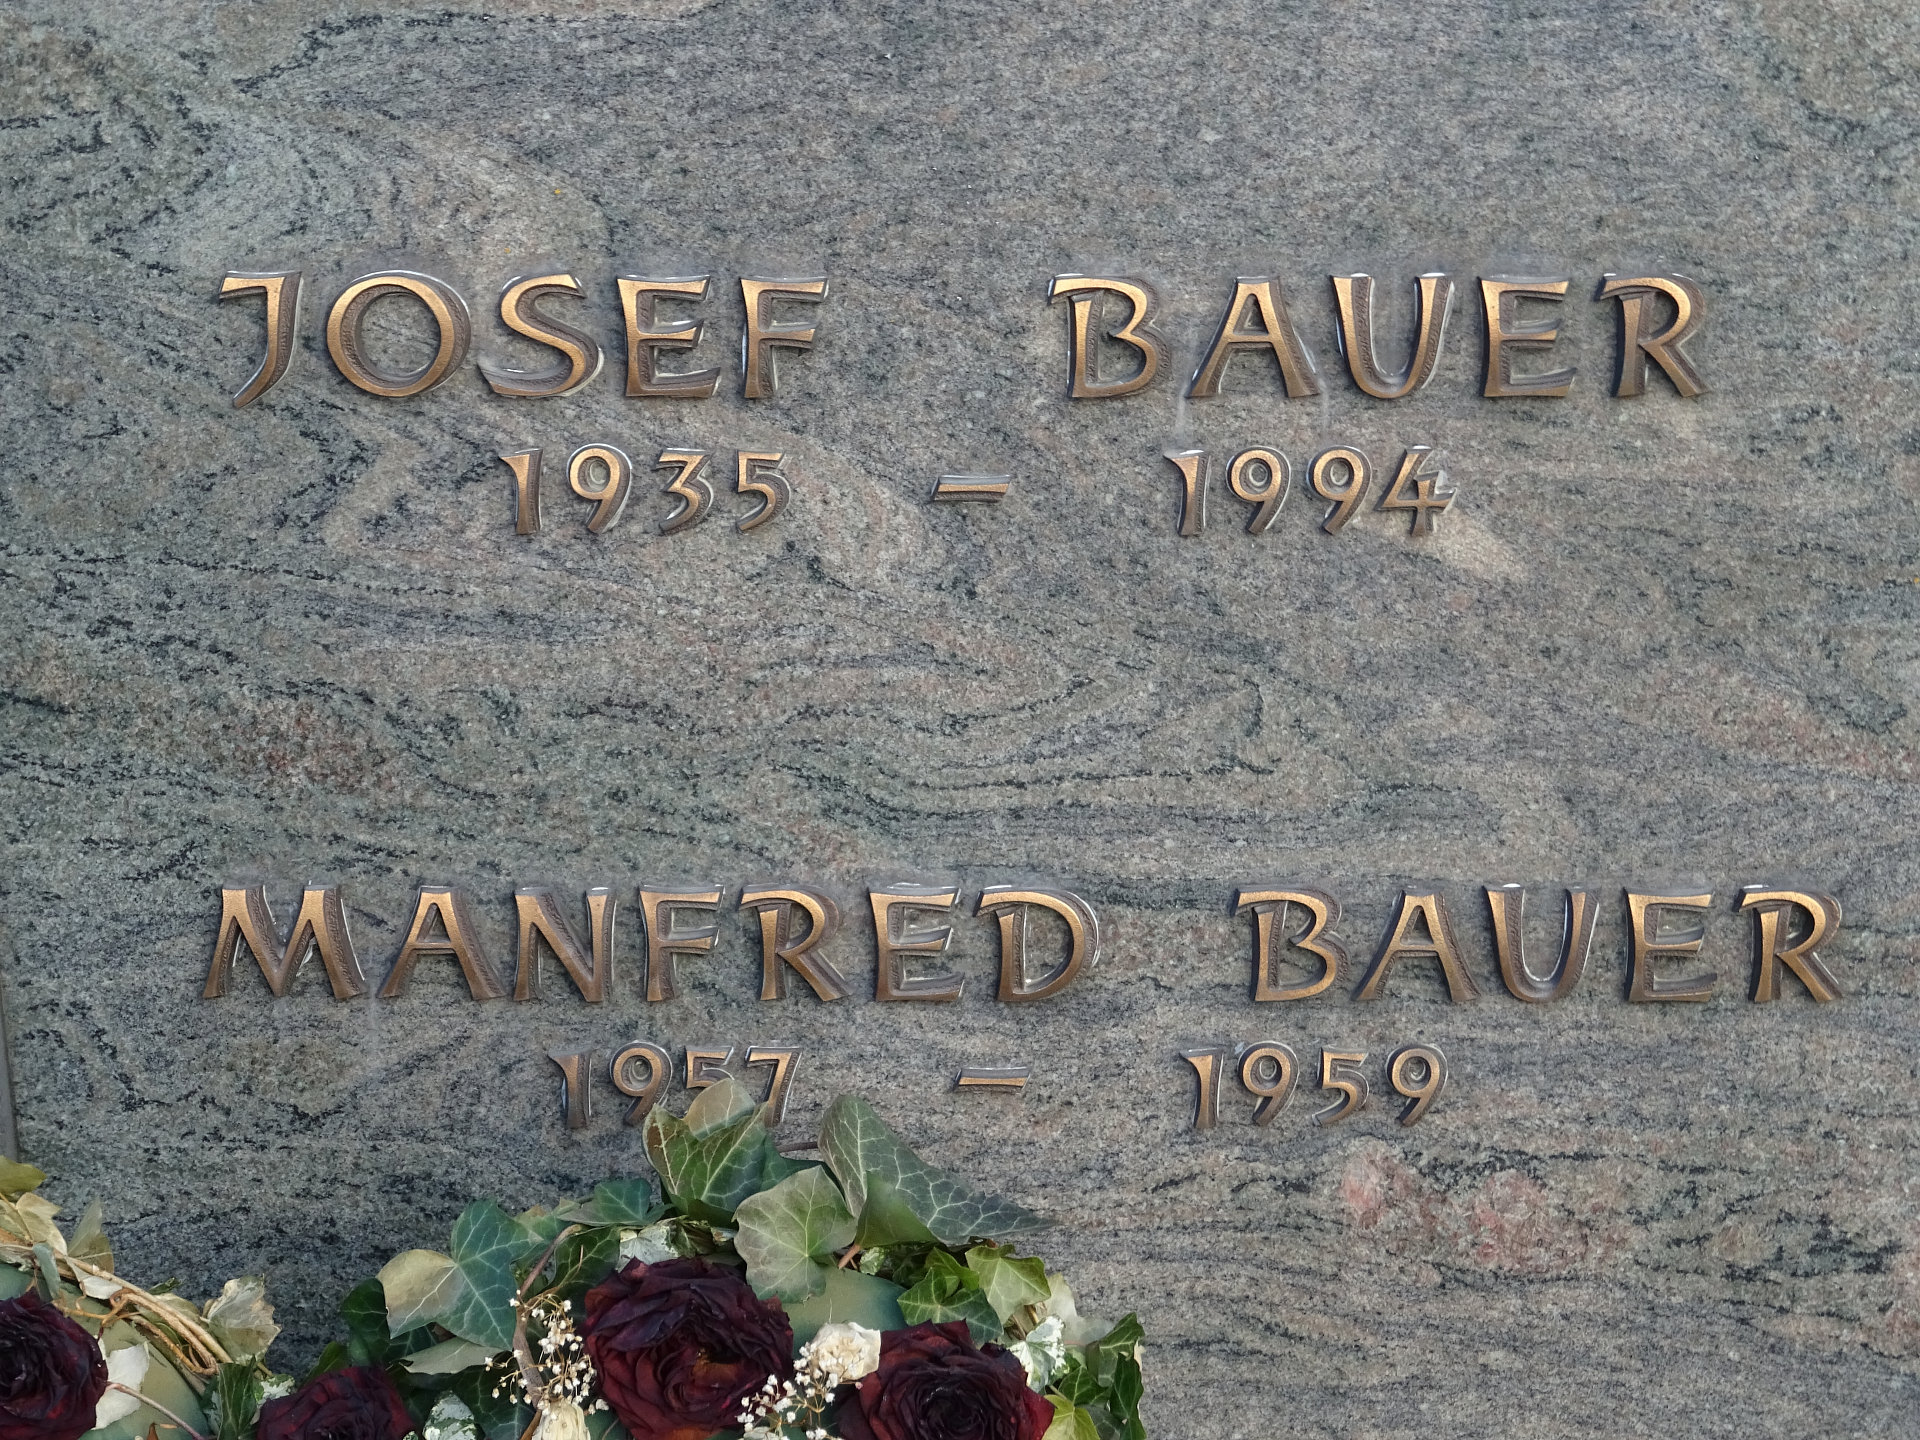 JOSEF BAUER
1935 – 1994
MANFRED BAUER
1957 – 1959